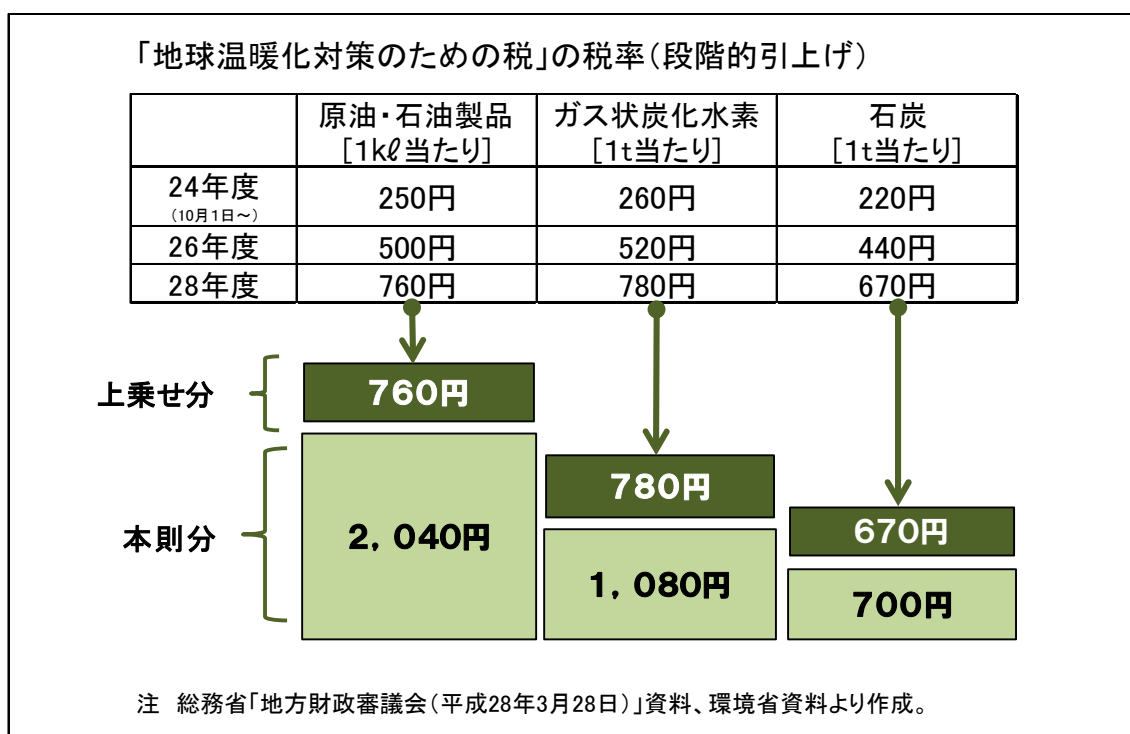 「地球温暖化対策のための税」の税率(段階的引上げ)
原油・石油製品 ガス状炭化水素 石炭
[1kℓ当たり] [1t当たり] [1t当たり]
24年度 250円 260円 220円
(10月1日~)
26年度 500円 520円 440円
28年度 760円 780円 670円
上乗せ分
760円
780円
670円
本則分
2,040円
1,080円
700円
注 総務省「地方財政審議会(平成28年3月28日)」資料、環境省資料より作成。